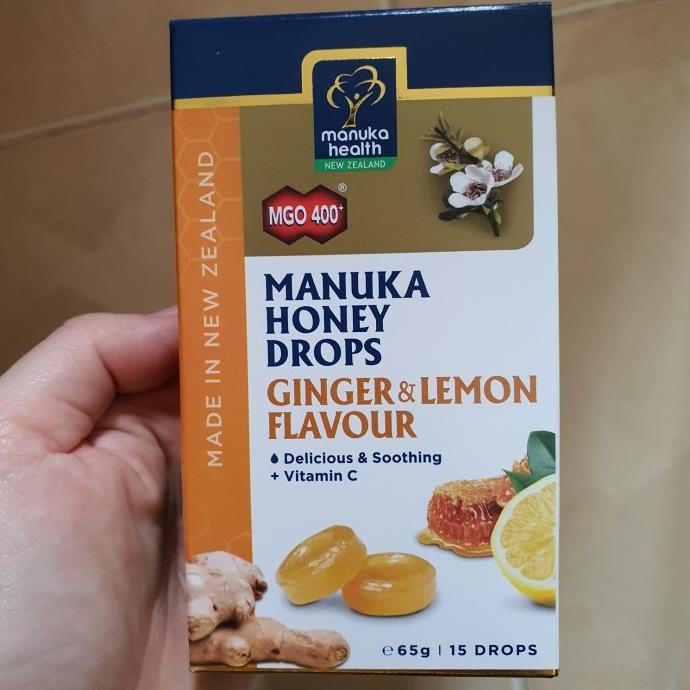 manuka
health
NEW ZEALAND
MGO 400+
®
MADE IN NEW ZEALAND
MANUKA
HONEY
DROPS
GINGER & LEMON
FLAVOUR
Delicious & Soothing
+ Vitamin C
℮65g | 15 DROPS